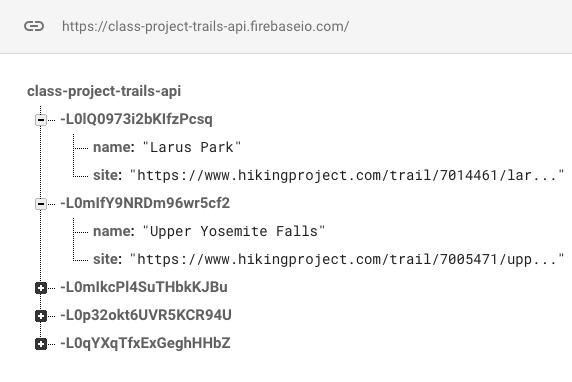 https://class-project-trails-api.firebaseio.com/
class-project-trails-api
-L0lQ0973i2bKIfzPcsq
name: "Larus Park"
site: "https://www.hikingproject.com/trail/7014461/lar..."
-L0mIfY9NRDm96wr5cf2
name: "Upper Yosemite Falls"
site: "https://www.hikingproject.com/trail/7005471/upp..."
-L0mIkcPl4SuTHbkKJBu
-L0p32okt6UVR5KCR94U
-L0qYXqTfxExGeghHHbZ